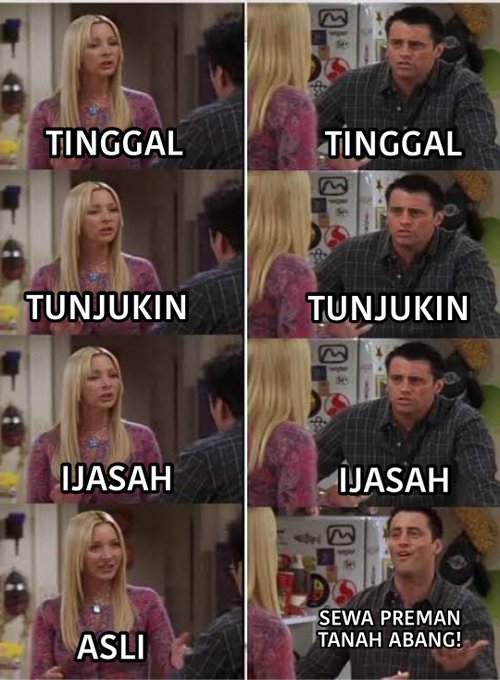 TINGGAL
TINGGAL
TUNJUKIN
TUNJUKIN
IJASAH
IJASAH
ASLI
SEWA PREMAN
TANAH ABANG!